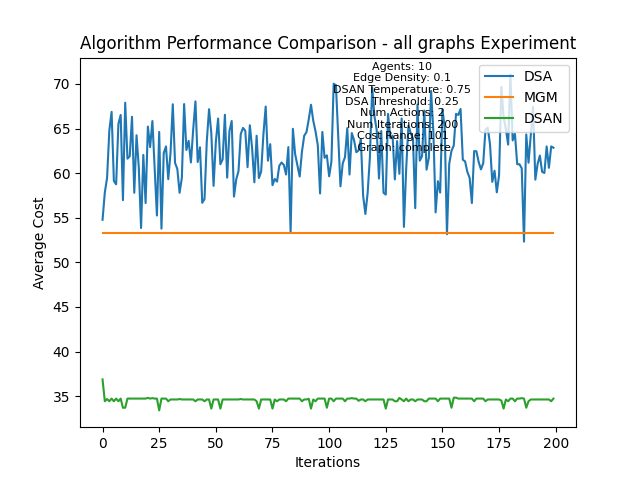 Algorithm Performance Comparison - all graphs Experiment
Agents: 10
Edge Density: 0.1
DSAN Temperature: 0.75
DSA Threshold: 0.25
Num Actions:
Num Iterations: 200
Cost Range: 101
Graph: complete
DSA
MGM
DSAN
Average Cost
70
65
60
55
50
45
40
35
0
25
50
75
100
125
150
175
200
Iterations